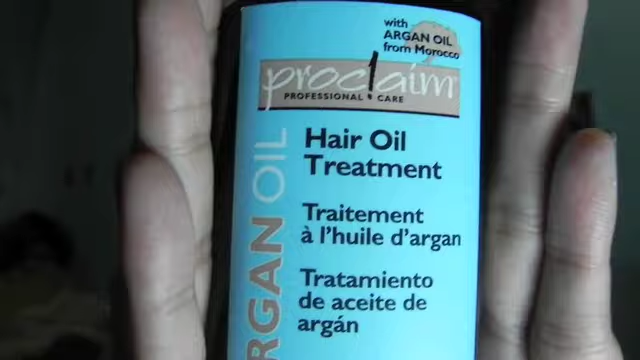 with
ARGAN OIL
from Morocco
proclaim
PROFESSIONAL CARE
Hair Oil
Treatment
Traitement
à l'huile d'argan
Tratamiento
de aceite de
argán
RGAN OIL